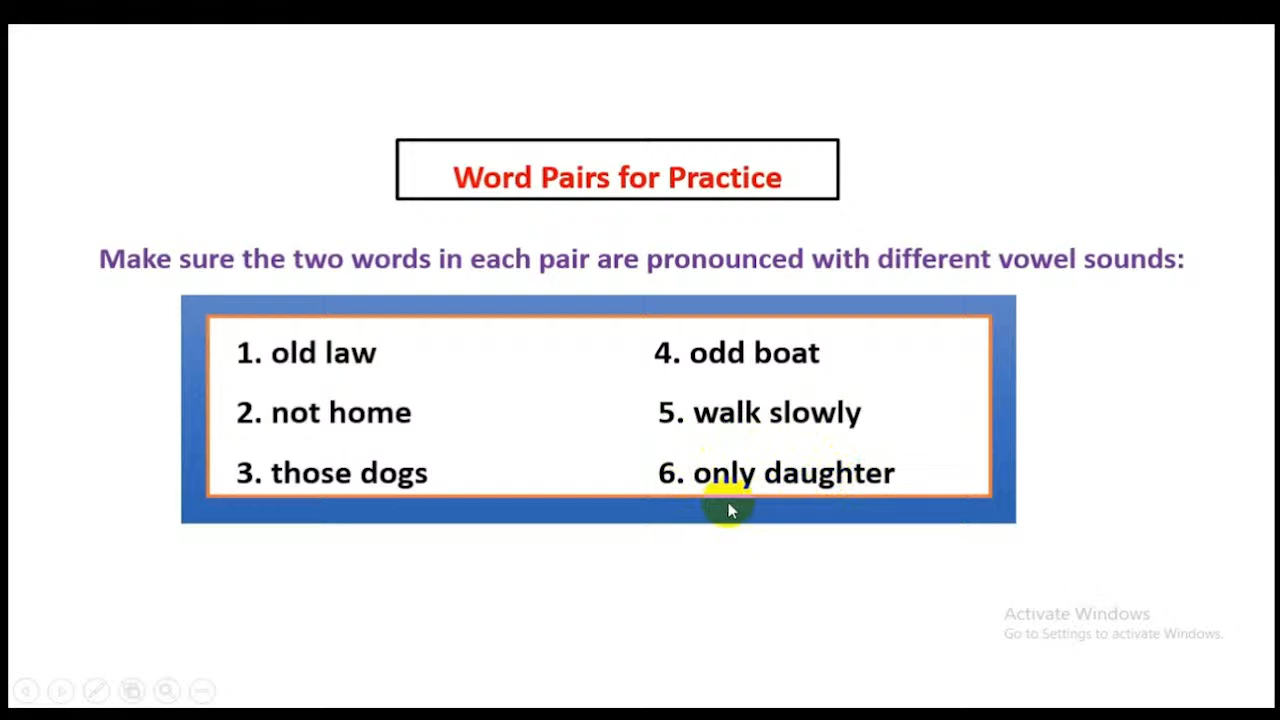 Word Pairs for Practice
Make sure the two words in each pair are pronounced with different vowel sounds:
1. old law
2. not home
3. those dogs
4. odd boat
5. walk slowly
6. only daughter
Activate Windows
Go to Settings to activate Windows.